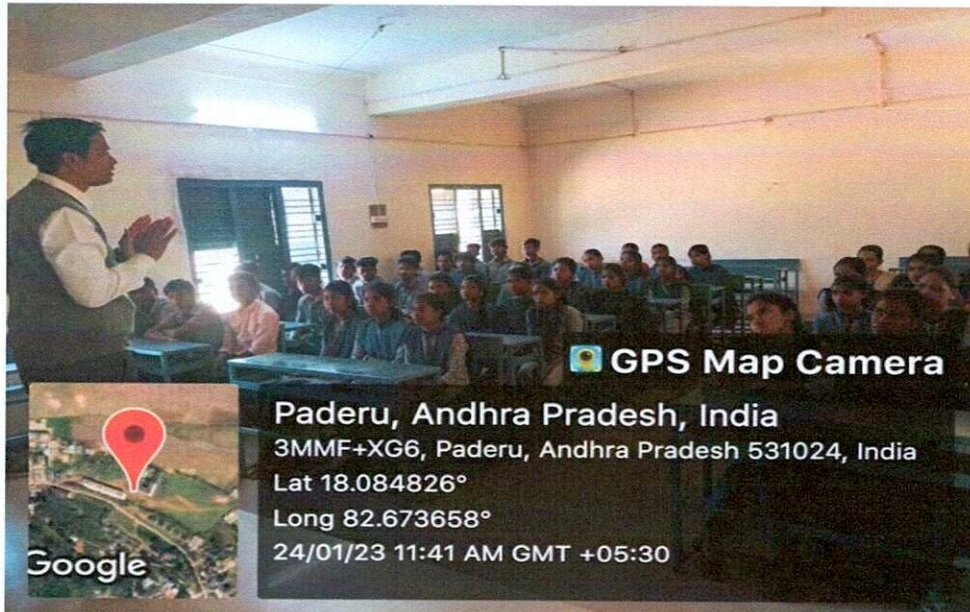 GPS Map Camera
Paderu, Andhra Pradesh, India
3MMF+XG6, Paderu, Andhra Pradesh 531024, India
Lat 18.084826°
Long 82.673658°
24/01/23 11:41 AM GMT +05:30
Google